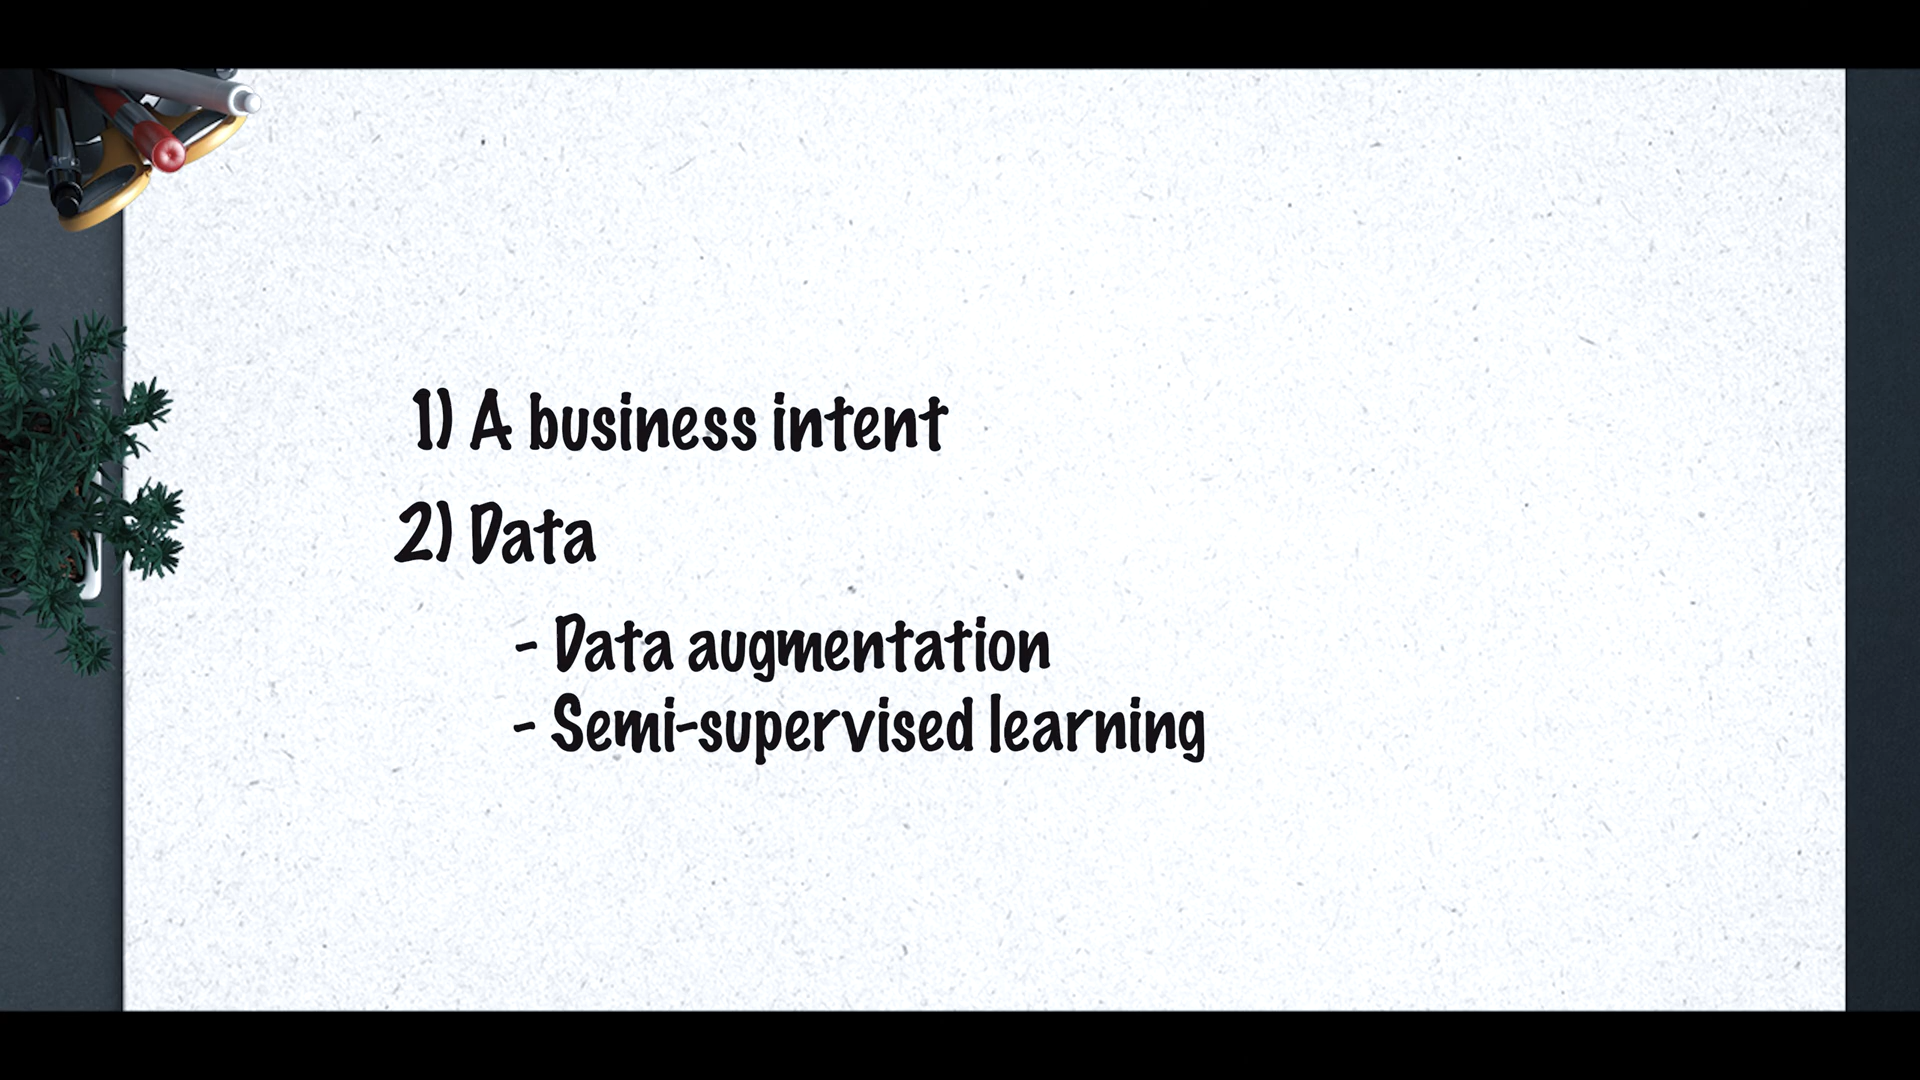 1) A business intent
2) Data
- Data augmentation
- Semi-supervised learning